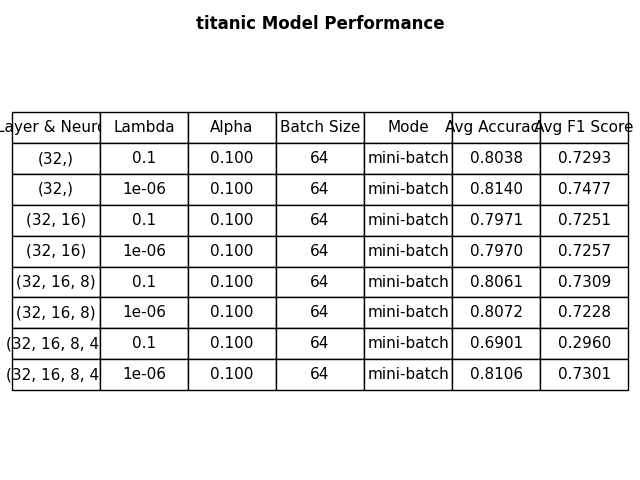 titanic Model Performance
Layer & Neuro Lambda Alpha Batch Size Mode Avg Accurac Avg F1 Score
(32,) 0.1 0.100 64 mini-batch 0.8038 0.7293
(32,) 1e-06 0.100 64 mini-batch 0.8140 0.7477
(32, 16) 0.1 0.100 64 mini-batch 0.7971 0.7251
(32, 16) 1e-06 0.100 64 mini-batch 0.7970 0.7257
(32, 16, 8) 0.1 0.100 64 mini-batch 0.8061 0.7309
(32, 16, 8) 1e-06 0.100 64 mini-batch 0.8072 0.7228
(32, 16, 8, 4 0.1 0.100 64 mini-batch 0.6901 0.2960
(32, 16, 8, 4 1e-06 0.100 64 mini-batch 0.8106 0.7301